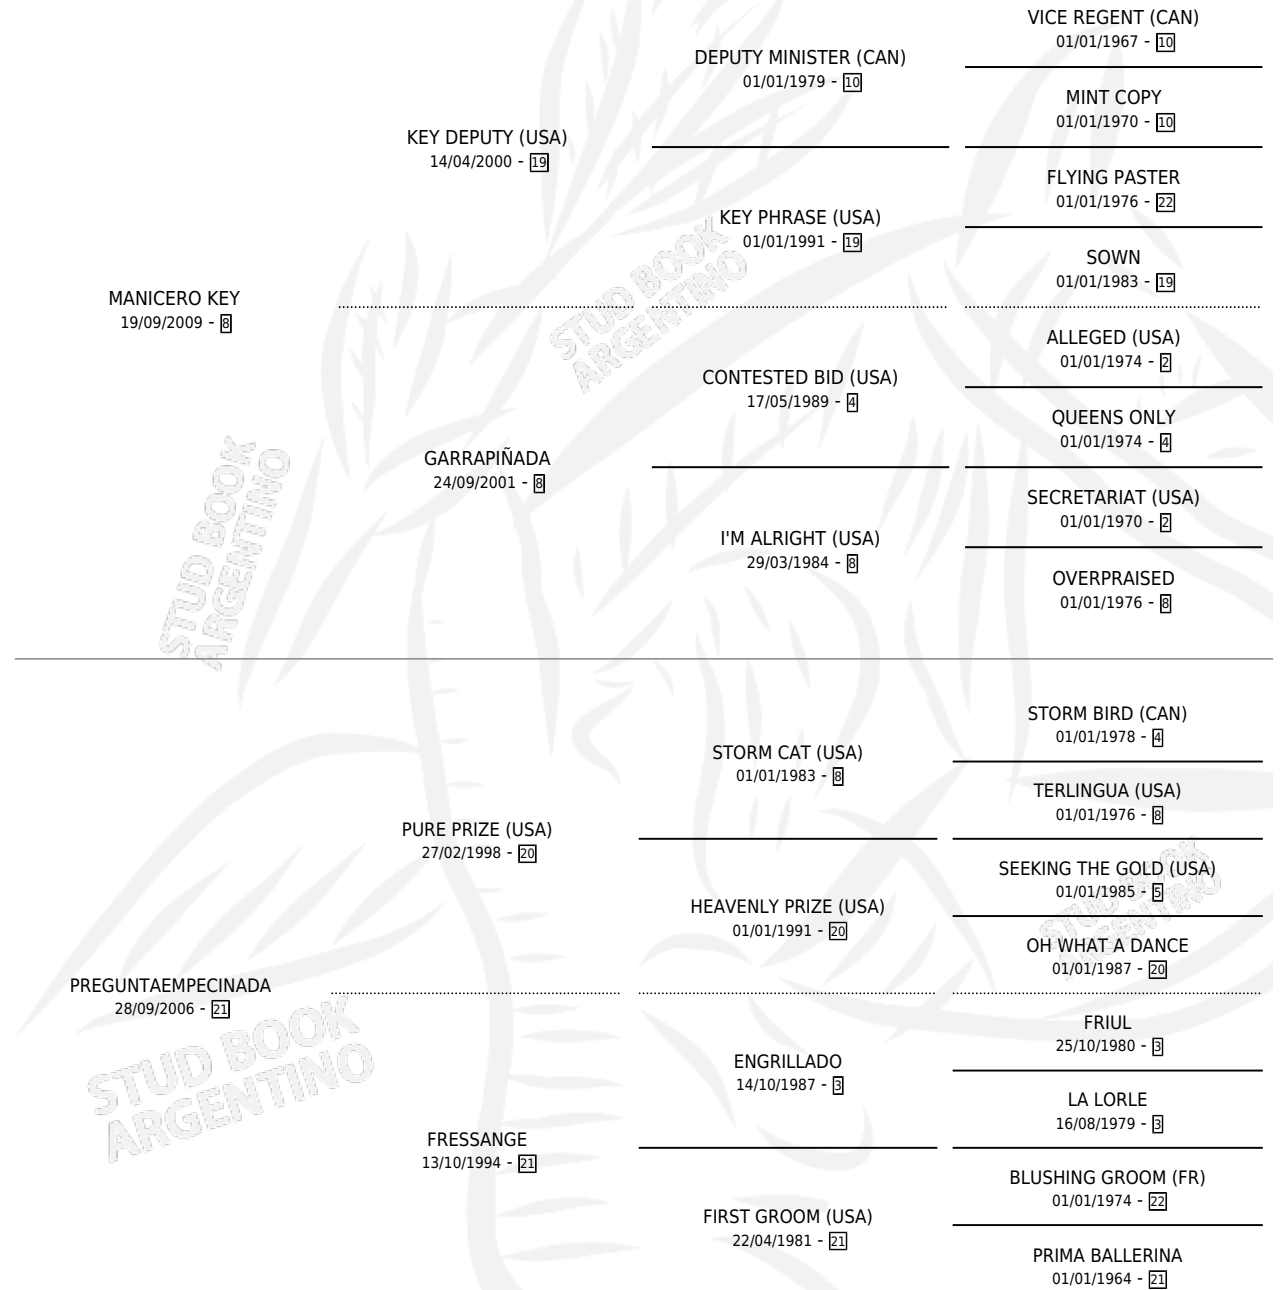 VICE REGENT (CAN)
01/01/1967 - 10
DEPUTY MINISTER (CAN)
01/01/1979 - 10
MINT COPY
01/01/1970 - 10
KEY DEPUTY (USA)
14/04/2000 - 19
FLYING PASTER
01/01/1976 - 22
KEY PHRASE (USA)
01/01/1991 - 19
SOWN
01/01/1983 - 19
MANICERO KEY
19/09/2009 - 8
ALLEGED (USA)
01/01/1974 - 2
CONTESTED BID (USA)
17/05/1989 - 4
QUEENS ONLY
01/01/1974 - 4
GARRAPIÑADA
24/09/2001 - 8
SECRETARIAT (USA)
01/01/1970 - 2
I'M ALRIGHT (USA)
29/03/1984 - 8
OVERPRAISED
01/01/1976 - 8
STORM BIRD (CAN)
01/01/1978 - 4
STORM CAT (USA)
01/01/1983 - 8
TERLINGUA (USA)
01/01/1976 - 8
PURE PRIZE (USA)
27/02/1998 - 20
SEEKING THE GOLD (USA)
01/01/1985 - 5
HEAVENLY PRIZE (USA)
01/01/1991 - 20
OH WHAT A DANCE
01/01/1987 - 20
PREGUNTAEMPECINADA
28/09/2006 - 21
FRIUL
25/10/1980 - 3
ENGRILLADO
14/10/1987 - 3
LA LORLE
16/08/1979 - 3
FRESSANGE
13/10/1994 - 21
BLUSHING GROOM (FR)
01/01/1974 - 22
FIRST GROOM (USA)
22/04/1981 - 21
PRIMA BALLERINA
01/01/1964 - 21
STUD BOOK
ARGENTINO
STUD BOOK
ARGENTINO
STUD BOOK
ARGENTINO
STUD BOOK
ARGENTINO